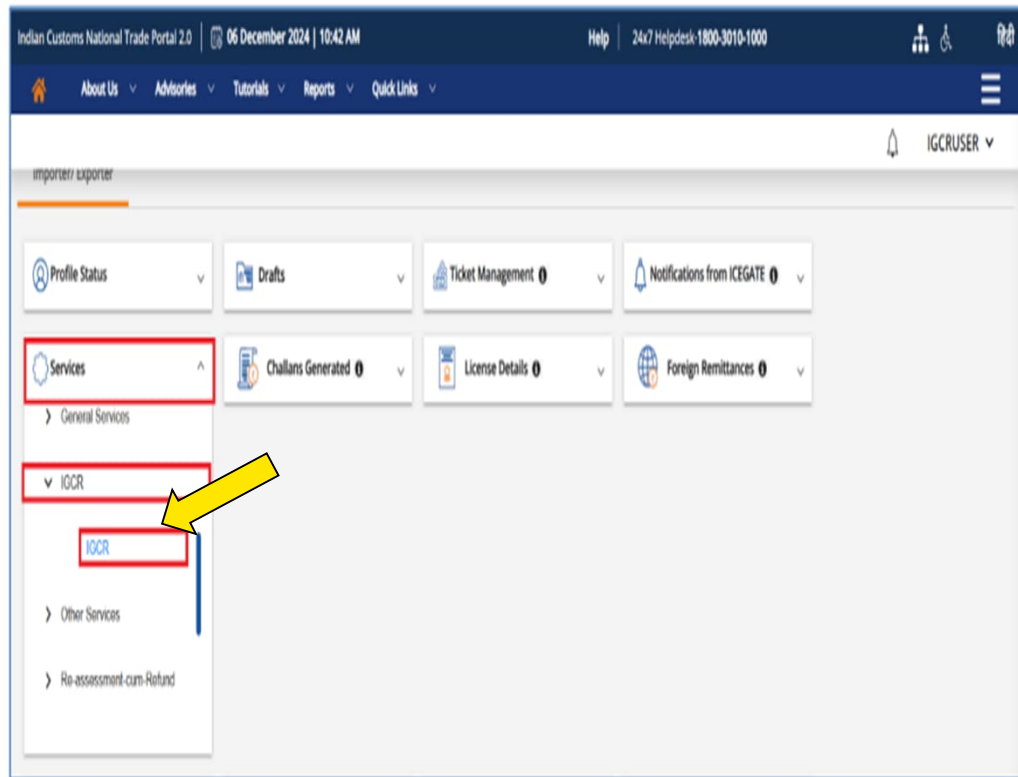 Indian Customs National Trade Portal 2.0 06 December 2024 | 10:42 AM Help 24x7 Helpdesk-1800-3010-1000 हिंदी
About Us Advisories Tutorials Reports Quick Links
IGCRUSER
Importer/ Exporter
Profile Status Drafts Ticket Management Notifications from ICEGATE
Services Challans Generated License Details Foreign Remittances
General Services
IGCR
IGCR
Other Services
Re-assessment-cum-Refund